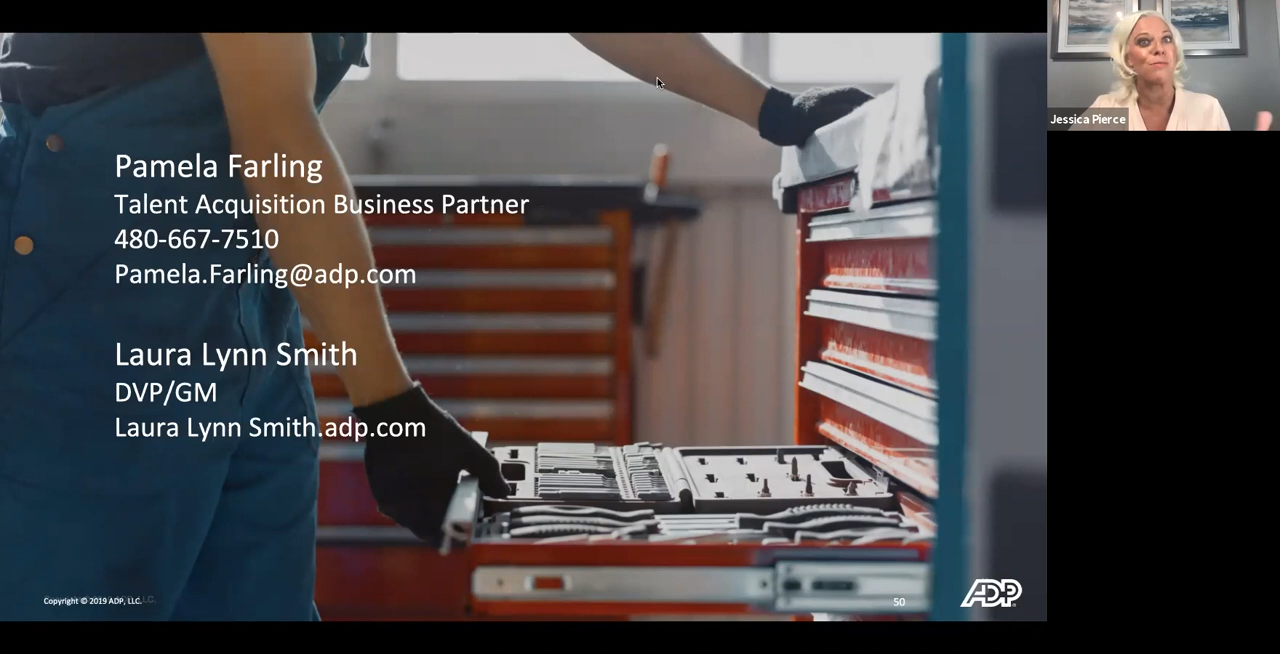 Pamela Farling
Talent Acquisition Business Partner
480-667-7510
Pamela.Farling@adp.com
Laura Lynn Smith
DVP/GM
Laura Lynn Smith.adp.com
Copyright © 2019 ADP, LLC.
50
ADP
Jessica Pierce